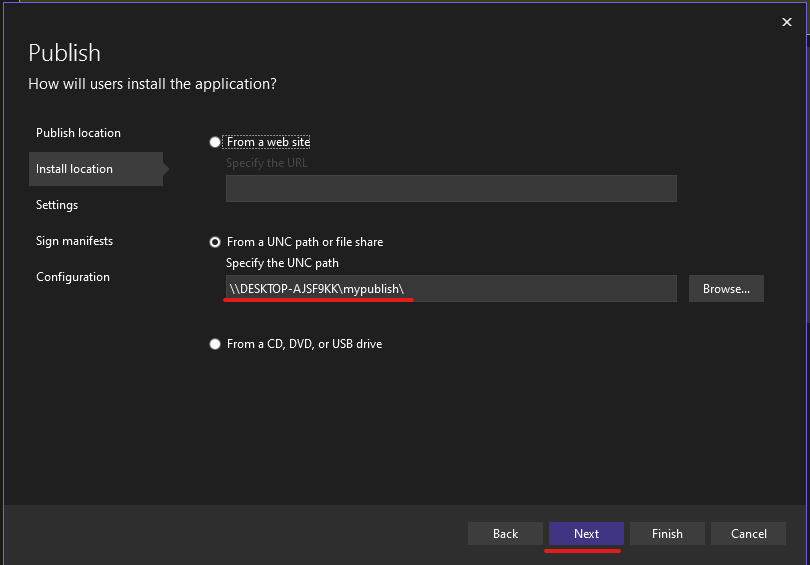 Publish
How will users install the application?
Publish location
Install location
Settings
Sign manifests
Configuration
From a web site
Specify the URL
From a UNC path or file share
Specify the UNC path
\\DESKTOP-AJSF9KK\mypublish\
Browse...
From a CD, DVD, or USB drive
Back
Next
Finish
Cancel